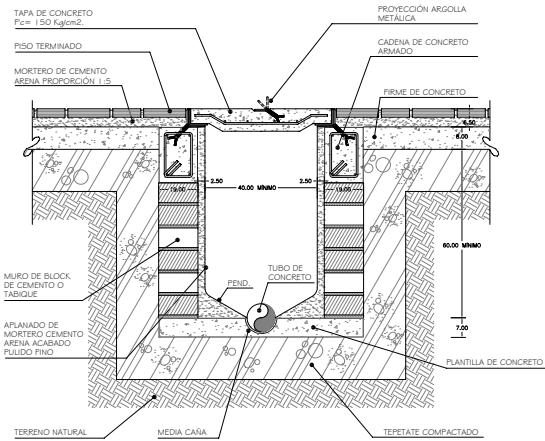 TAPA DE CONCRETO
F'c= 150 Kg/cm2.
PISO TERMINADO
MORTERO DE CEMENTO
ARENA PROPORCIÓN 1:5
PROYECCIÓN ARGOLLA
METÁLICA
CADENA DE CONCRETO
ARMADO
FIRME DE CONCRETO
6.50
8.00
2.50
2.50
19.00
40.00 MÍNIMO
19.00
60.00 MÍNIMO
MURO DE BLOCK
DE CEMENTO O
TABIQUE
PEND.
TUBO DE
CONCRETO
APLANADO DE
MORTERO CEMENTO
ARENA ACABADO
PULIDO FINO
7.00
PLANTILLA DE CONCRETO
TERRENO NATURAL
MEDIA CAÑA
TEPETATE COMPACTADO